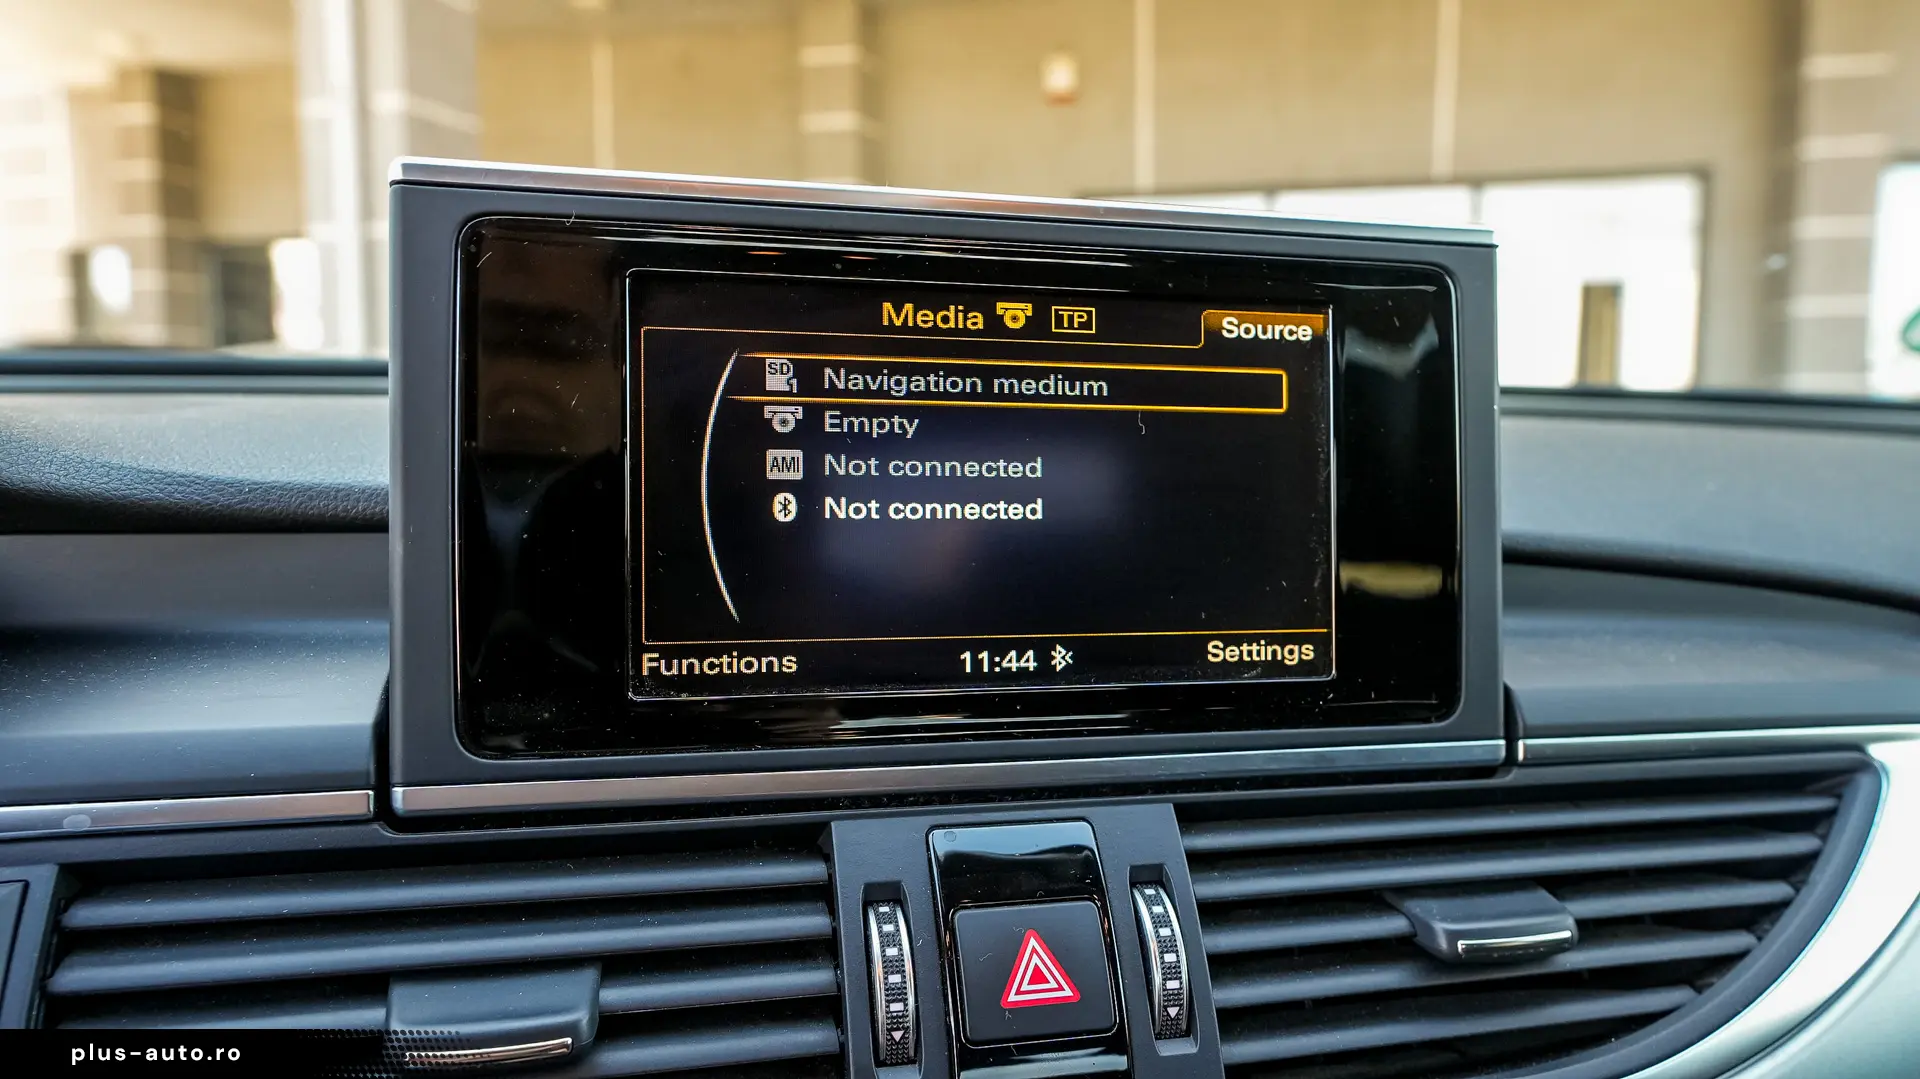 Media TP
Source
SD 1 Navigation medium
Empty
AMI Not connected
Not connected
Functions 11:44 Settings
plus-auto.ro